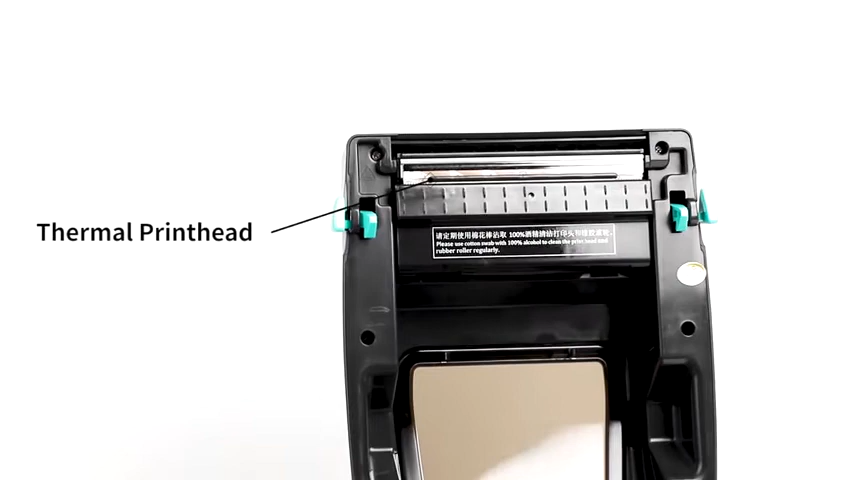 Thermal Printhead
请定期使用棉花棒沾取 100%酒精清洁打印头和橡胶滚轮。
Please use cotton swab with 100% alcohol to clean the print head and
rubber roller regularly.